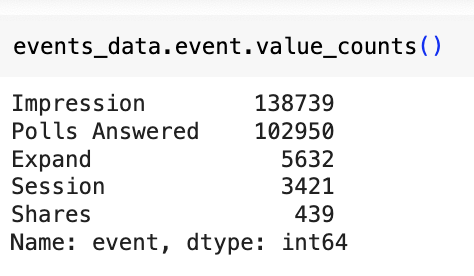 events_data.event.value_counts()
Impression        138739
Polls Answered    102950
Expand              5632
Session             3421
Shares               439
Name: event, dtype: int64